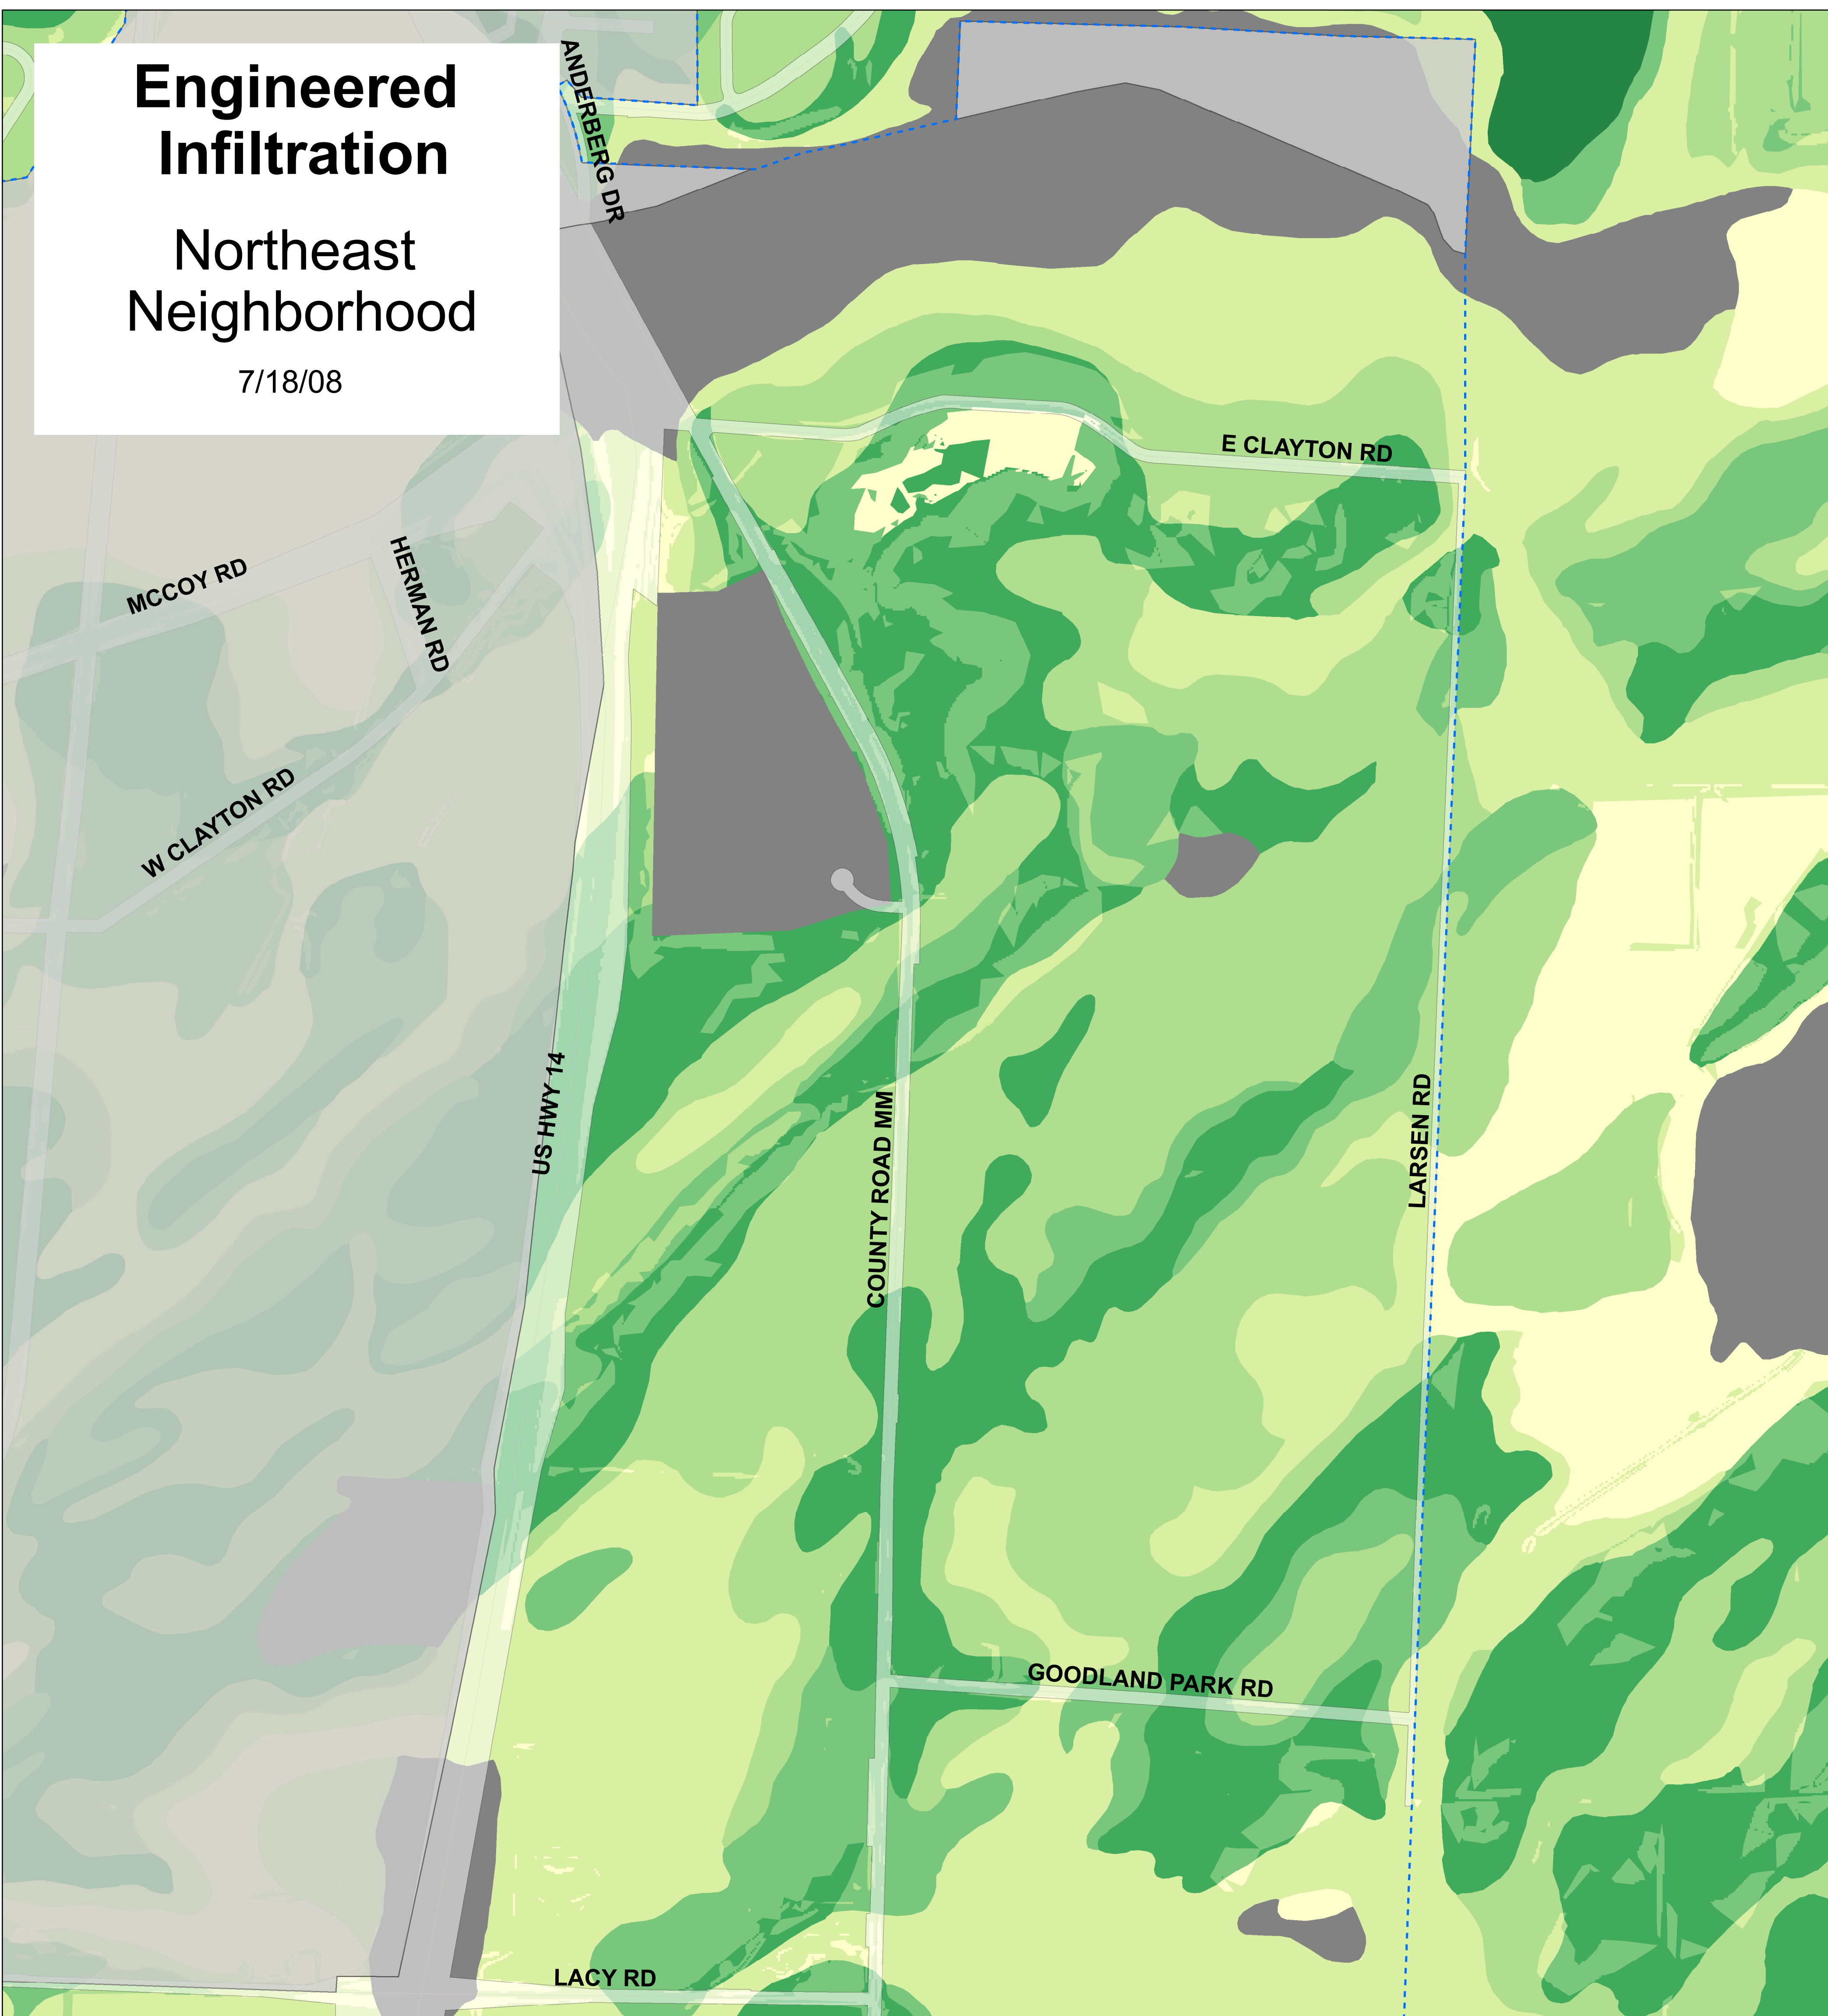 Engineered
Infiltration
Northeast
Neighborhood
7/18/08
ANDERBERG DR
E CLAYTON RD
MCCOY RD
HERMAN RD
W CLAYTON RD
US HWY 14
COUNTY ROAD MM
LARSEN RD
GOODLAND PARK RD
LACY RD